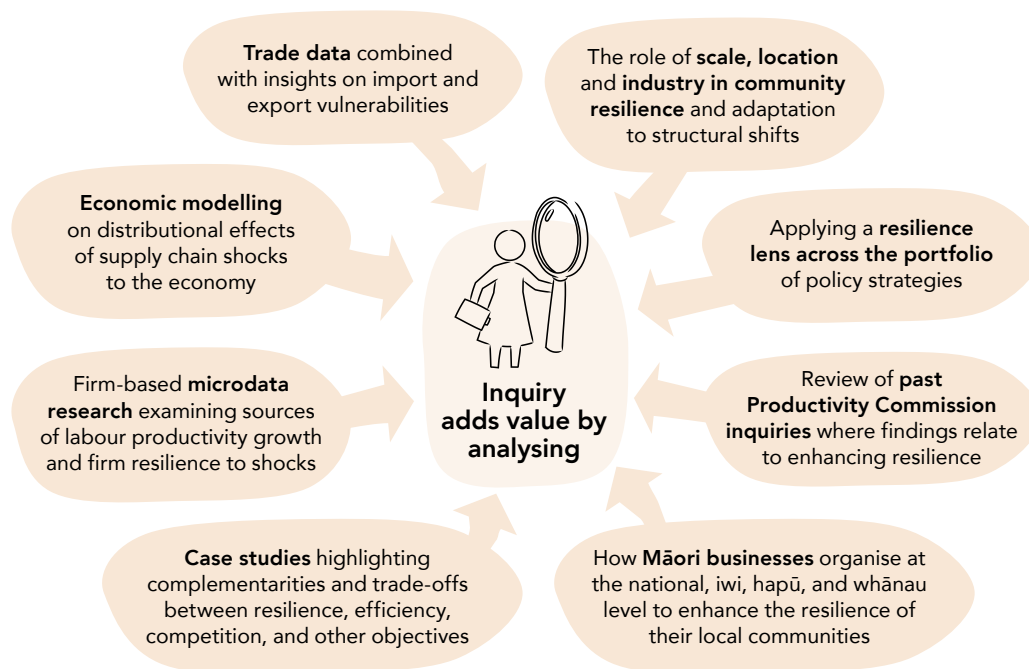 Trade data combined
with insights on import and
export vulnerabilities
The role of scale, location
and industry in community
resilience and adaptation
to structural shifts
Economic modelling
on distributional effects
of supply chain shocks
to the economy
Applying a resilience
lens across the portfolio
of policy strategies
Inquiry
adds value by
analysing
Firm-based microdata
research examining sources
of labour productivity growth
and firm resilience to shocks
Review of past
Productivity Commission
inquiries where findings relate
to enhancing resilience
Case studies highlighting
complementarities and trade-offs
between resilience, efficiency,
competition, and other objectives
How Māori businesses organise at
the national, iwi, hapū, and whānau
level to enhance the resilience of
their local communities